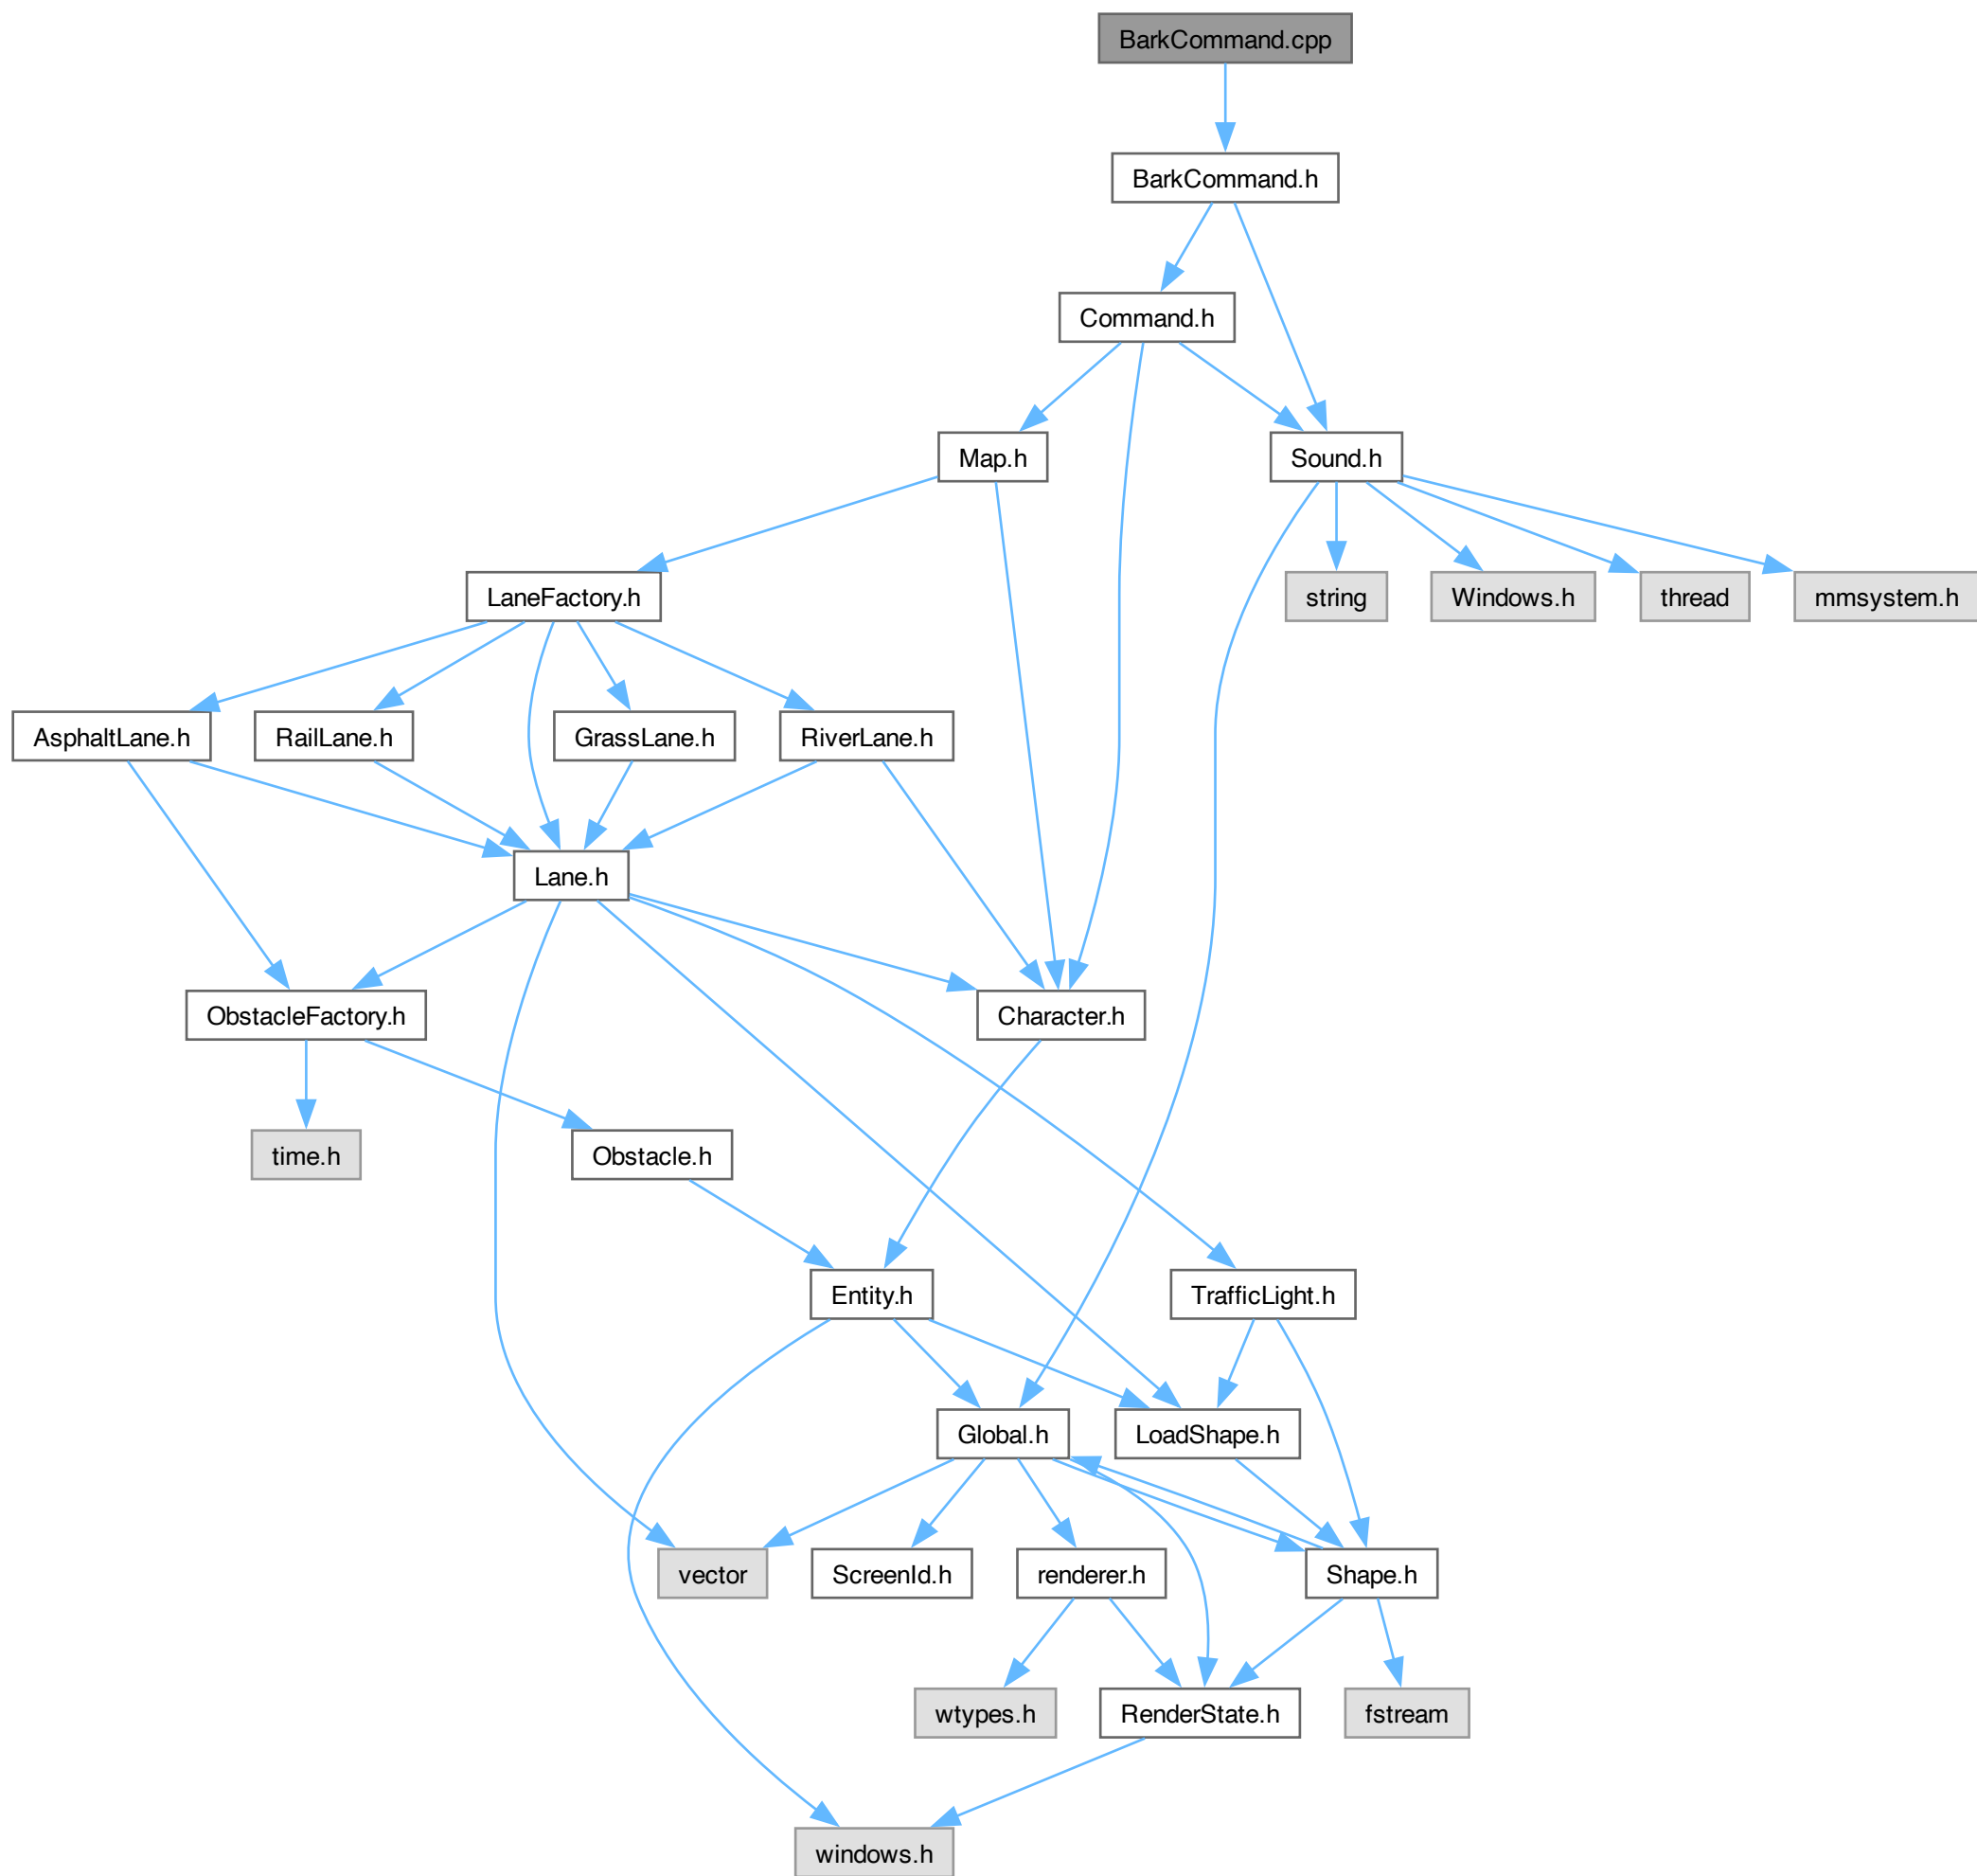 BarkCommand.cpp
BarkCommand.h
Command.h
Map.h
Sound.h
LaneFactory.h
string
Windows.h
thread
mmsystem.h
AsphaltLane.h
RailLane.h
GrassLane.h
RiverLane.h
Lane.h
ObstacleFactory.h
Character.h
time.h
Obstacle.h
Entity.h
TrafficLight.h
Global.h
LoadShape.h
vector
ScreenId.h
renderer.h
Shape.h
wtypes.h
RenderState.h
fstream
windows.h